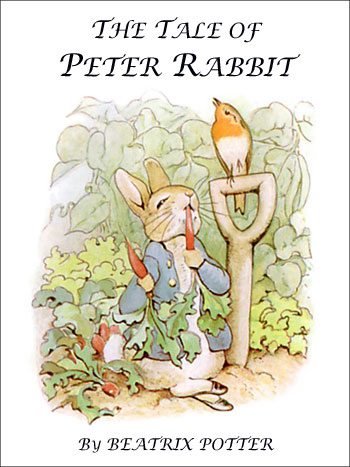 THE TALE OF
PETER RABBIT
By BEATRIX POTTER